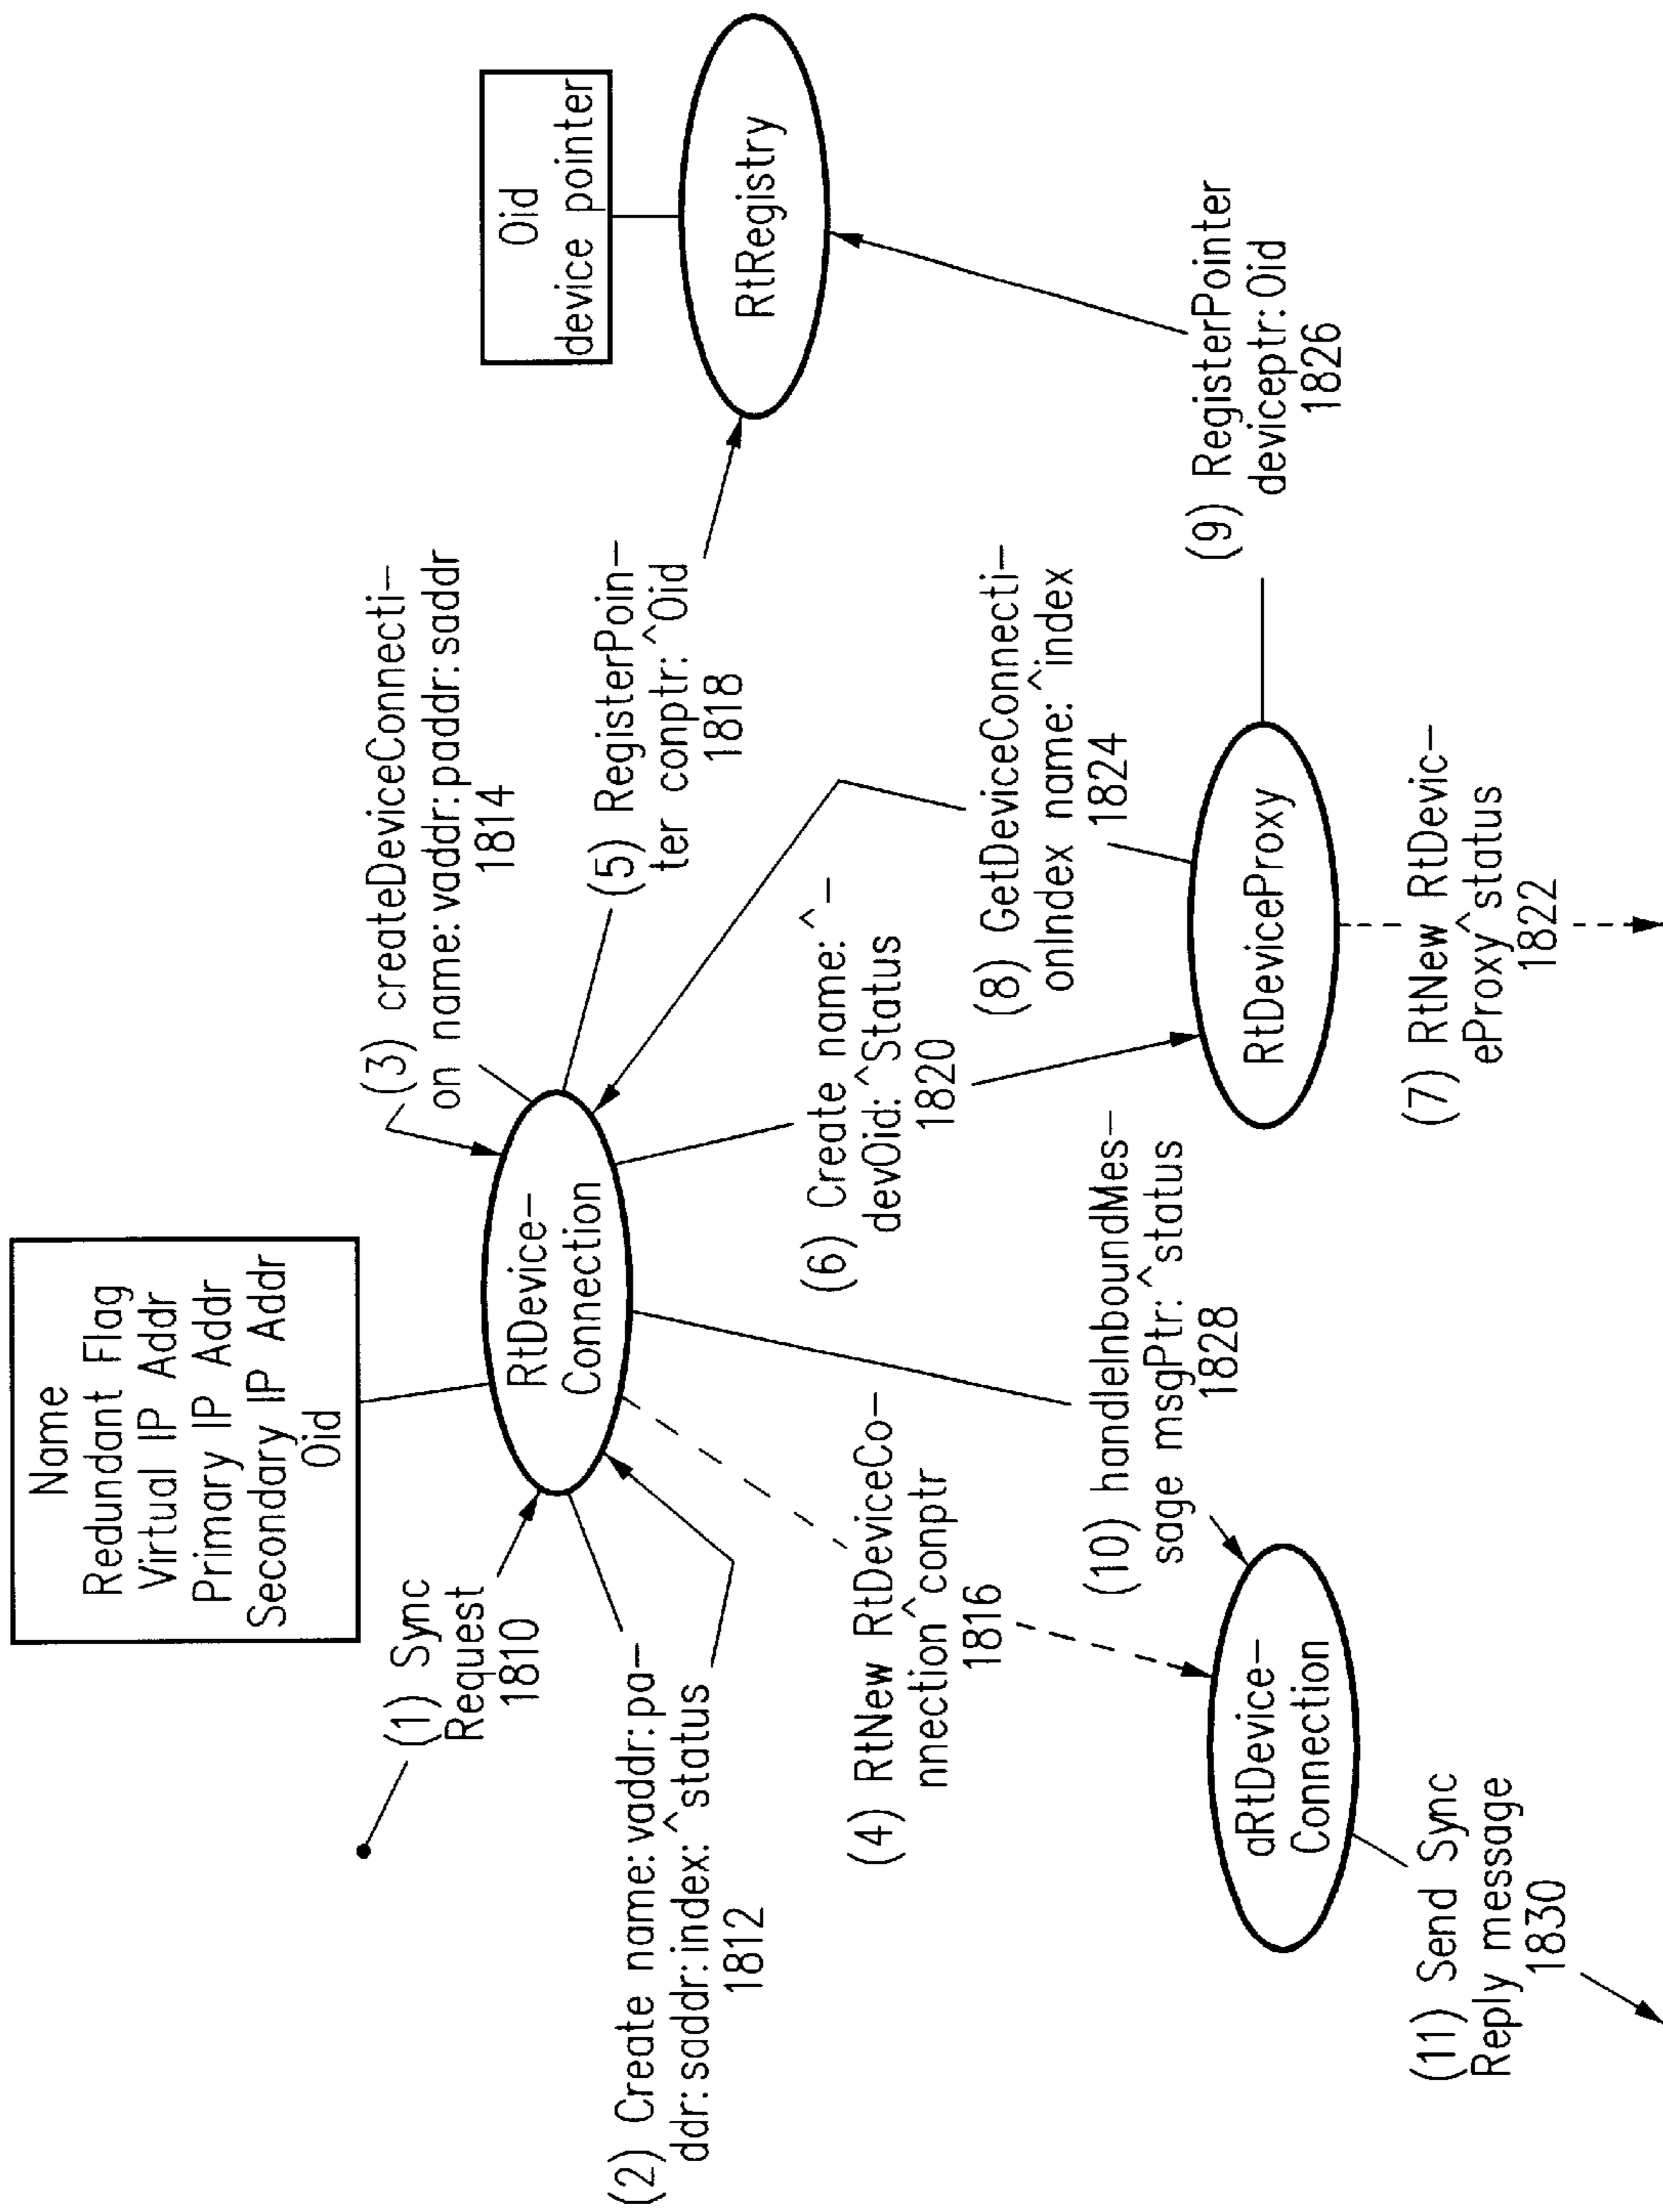 Name
Redundant Flag
Virtual IP Addr
Primary IP Addr
Secondary IP Addr
Oid
Oid
device pointer
(1) Sync
Request
1810
(3) createDeviceConnecti-
on name: vaddr: paddr: saddr
1814
RtDevice-
Connection
RtRegistry
(2) Create name: vaddr: pa-
ddr: saddr: index: ^status
1812
(5) RegisterPoin-
ter conptr: ^Oid
1818
(6) Create name: ^-
devOid: ^Status
1820
(4) RtNew RtDeviceCo-
nnection^conptr
1816
(8) GetDeviceConnecti-
onIndex name: ^index
1824
(10) handleInboundMes-
sage msgPtr: ^status
1828
(9) RegisterPointer
deviceptr: Oid
1826
aRtDevice-
Connection
RtDeviceProxy
(11) Send Sync
Reply message
1830
(7) RtNew RtDevic-
eProxy^status
1822